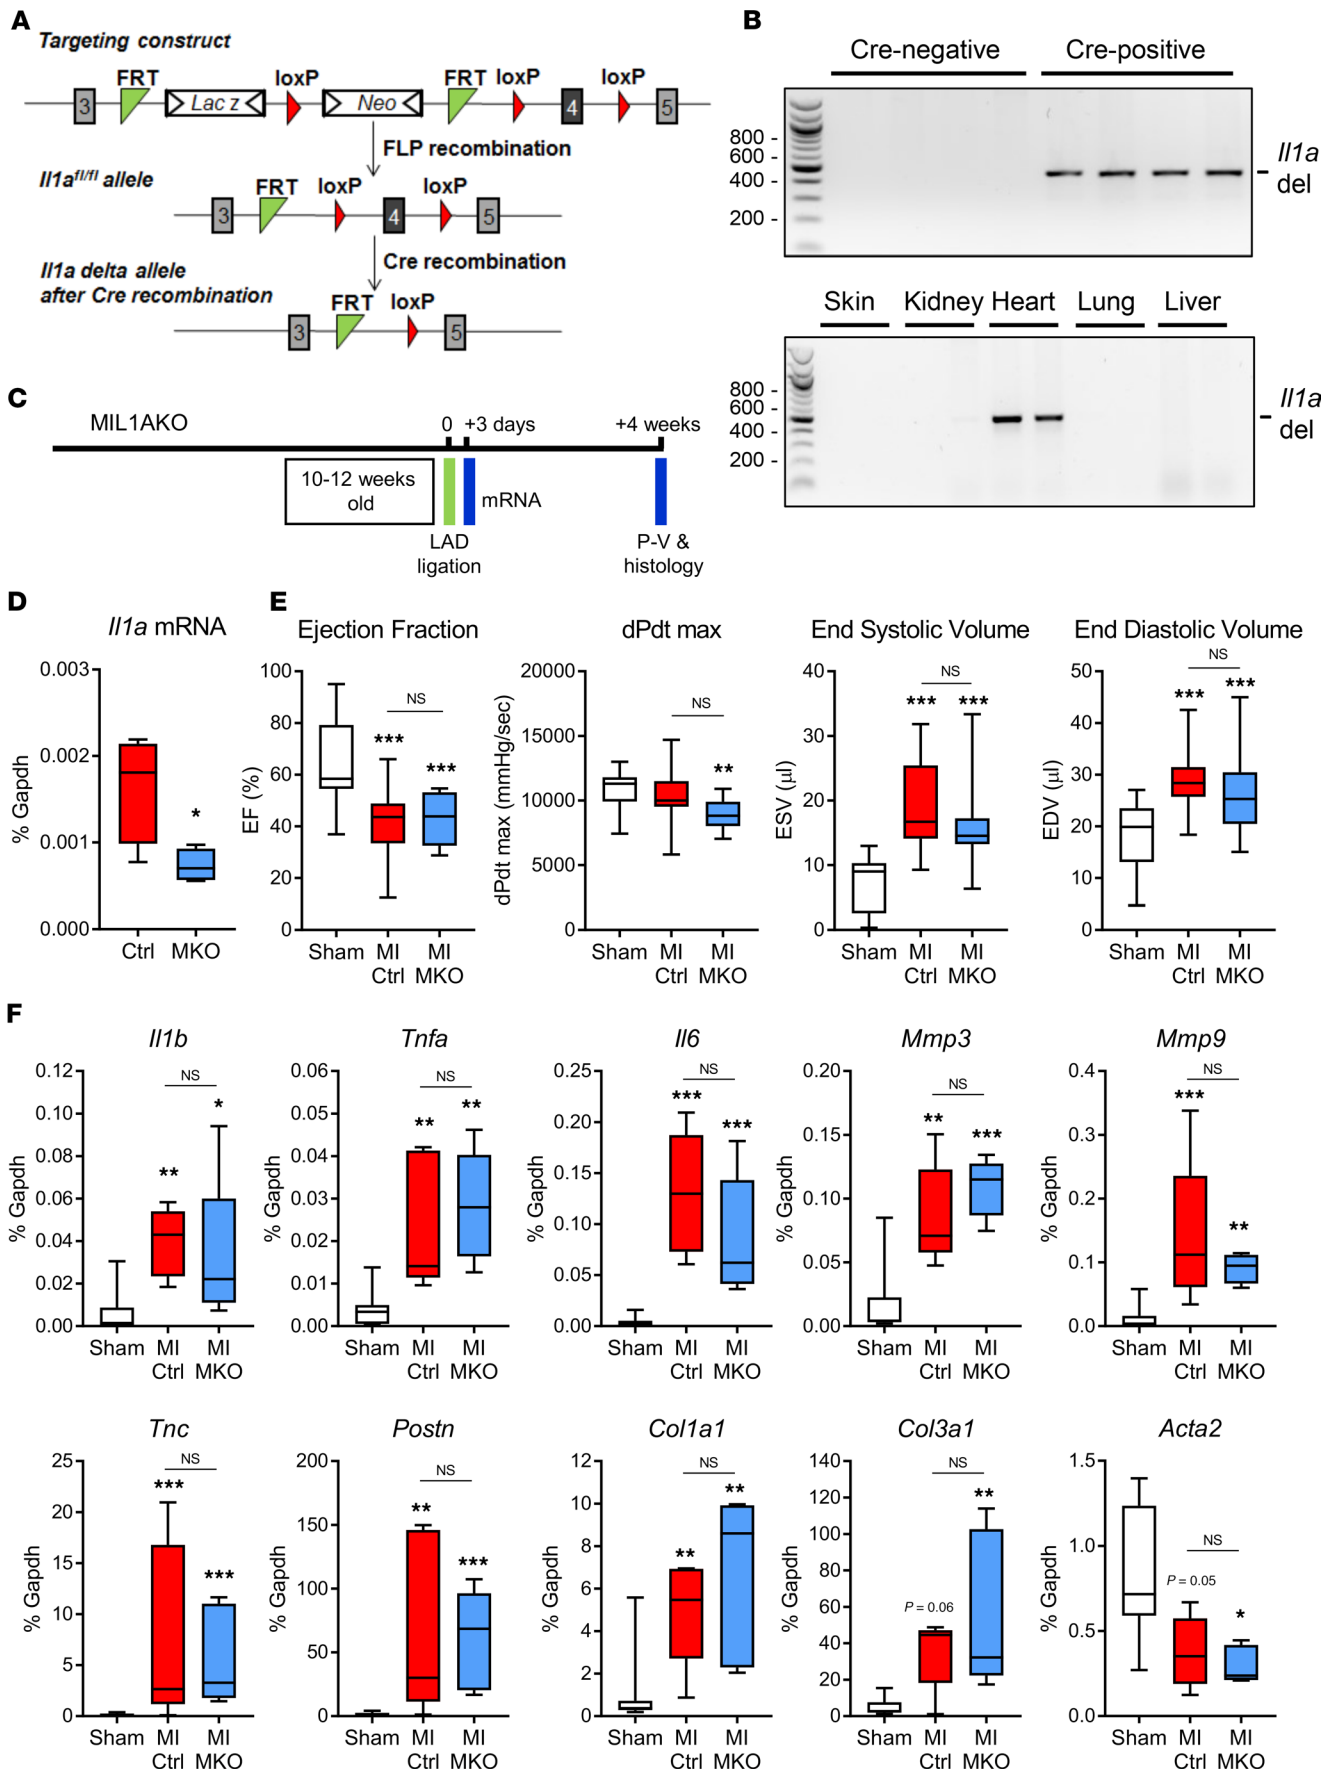 A
Targeting construct
FRT loxP FRT loxP loxP
3 Lac z Neo 4 5
FLP recombination
Il1a^fl/fl allele
FRT loxP loxP
3 4 5
Cre recombination
Il1a delta allele
after Cre recombination
FRT loxP
3 5
B
Cre-negative Cre-positive
800 -
600 -
400 -
200 -
Il1a
del
Skin Kidney Heart Lung Liver
800 -
600 -
400 -
200 -
Il1a
del
C
MIL1AKO 0 +3 days +4 weeks
10-12 weeks
old
mRNA
LAD
ligation
P-V &
histology
D
Il1a mRNA
% Gapdh
0.003
0.002
0.001
0.000
*
Ctrl MKO
E
Ejection Fraction
EF (%)
100
80
60
40
20
0
NS
*** ***
Sham MI MI
Ctrl MKO
dPdt max
dPdt max (mmHg/sec)
20000
15000
10000
5000
0
NS
**
Sham MI MI
Ctrl MKO
End Systolic Volume
ESV (µl)
40
30
20
10
0
NS
*** ***
Sham MI MI
Ctrl MKO
End Diastolic Volume
EDV (µl)
50
40
30
20
10
0
NS
*** ***
Sham MI MI
Ctrl MKO
F
Il1b
% Gapdh
0.12
0.10
0.08
0.06
0.04
0.02
0.00
NS
** *
Sham MI MI
Ctrl MKO
Tnfa
% Gapdh
0.06
0.05
0.04
0.03
0.02
0.01
0.00
NS
** **
Sham MI MI
Ctrl MKO
Il6
% Gapdh
0.25
0.20
0.15
0.10
0.05
0.00
NS
*** ***
Sham MI MI
Ctrl MKO
Mmp3
% Gapdh
0.20
0.15
0.10
0.05
0.00
NS
** ***
Sham MI MI
Ctrl MKO
Mmp9
% Gapdh
0.4
0.3
0.2
0.1
0.0
NS
*** **
Sham MI MI
Ctrl MKO
Tnc
% Gapdh
25
20
15
10
5
0
NS
*** ***
Sham MI MI
Ctrl MKO
Postn
% Gapdh
200
150
100
50
0
NS
** ***
Sham MI MI
Ctrl MKO
Col1a1
% Gapdh
12
10
8
6
4
2
0
NS
** **
Sham MI MI
Ctrl MKO
Col3a1
% Gapdh
140
120
100
80
60
40
20
0
NS
P = 0.06 **
Sham MI MI
Ctrl MKO
Acta2
% Gapdh
1.5
1.0
0.5
0.0
NS
P = 0.05 *
Sham MI MI
Ctrl MKO